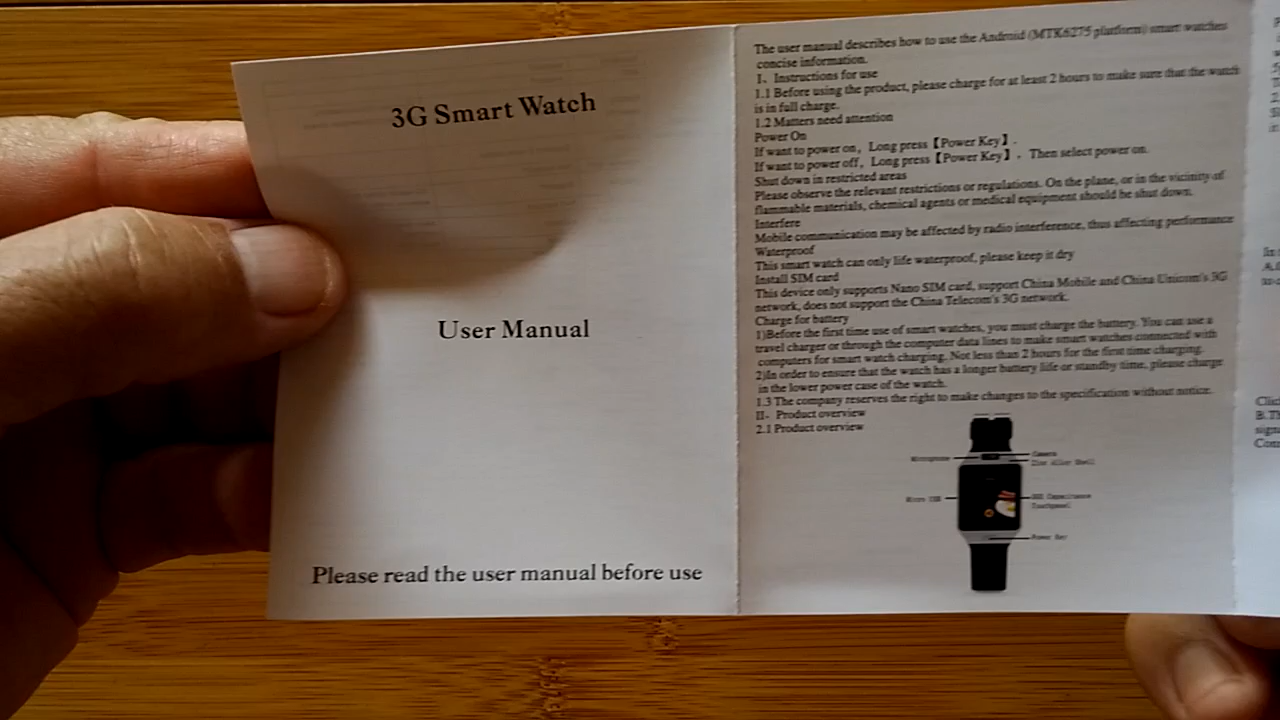 3G Smart Watch
User Manual
Please read the user manual before use
The user manual describes how to use the Android (MTK6275 platform) smart watches
concise information.
I、Instructions for use
1.1 Before using the product, please charge for at least 2 hours to make sure that the watch
is in full charge.
1.2 Matters need attention
Power On
If want to power on, Long press【Power Key】.
If want to power off, Long press【Power Key】, Then select power on.
Shut down in restricted areas
Please observe the relevant restrictions or regulations. On the plane, or in the vicinity of
flammable materials, chemical agents or medical equipment should be shut down.
Interfere
Mobile communication may be affected by radio interference, thus affecting performance
Waterproof
This smart watch can only life waterproof, please keep it dry
Install SIM card
This device only supports Nano SIM card, support China Mobile and China Unicom's 3G
network, does not support the China Telecom's 3G network.
Charge for battery
1)Before the first time use of smart watches, you must charge the battery. You can use a
travel charger or through the computer data lines to make smart watches connected with
computers for smart watch charging. Not less than 2 hours for the first time charging.
2)In order to ensure that the watch has a longer battery life or standby time, please charge
in the lower power case of the watch.
1.3 The company reserves the right to make changes to the specification without notice.
II、Product overview
2.1 Product overview
Microphone
Camera
Zinc Alloy Shell
Micro USB
Capacitance
Touchpanel
Power Key